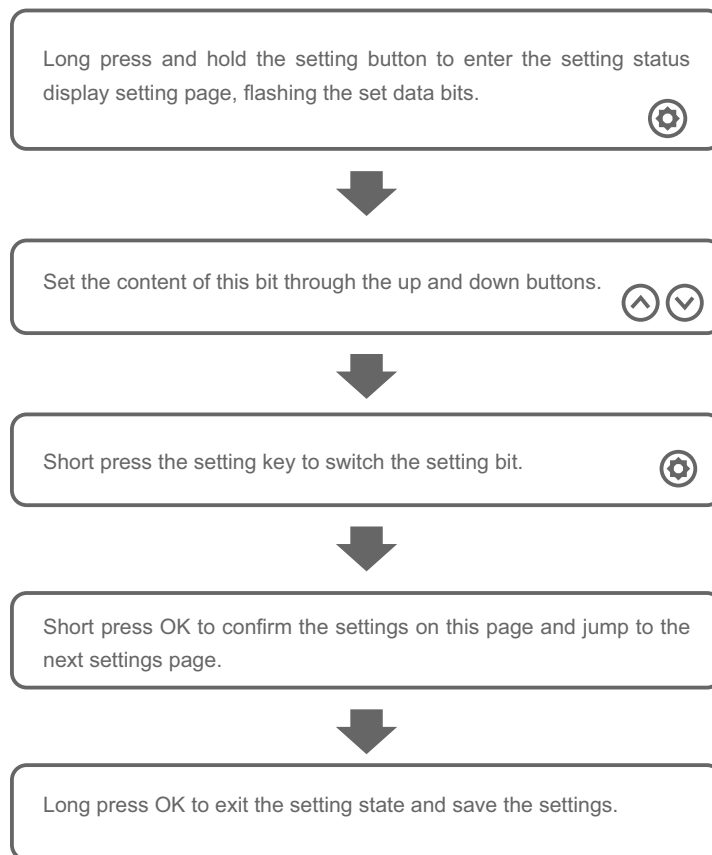 Long press and hold the setting button to enter the setting status
display setting page, flashing the set data bits.
Set the content of this bit through the up and down buttons.
Short press the setting key to switch the setting bit.
Short press OK to confirm the settings on this page and jump to the
next settings page.
Long press OK to exit the setting state and save the settings.